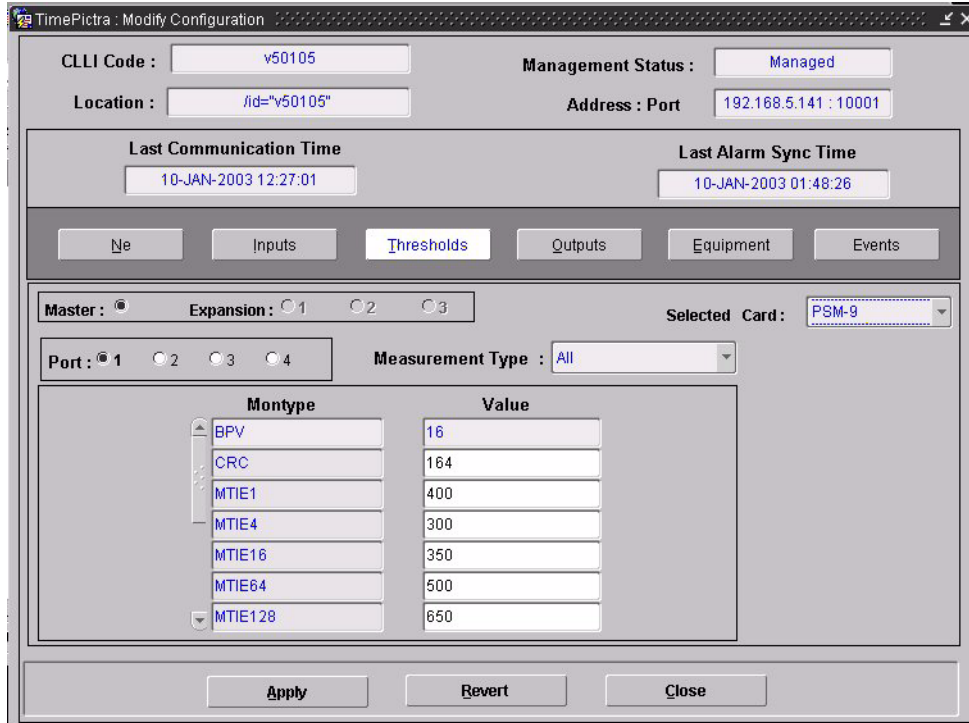 TimePictra : Modify Configuration
CLLI Code : v50105 Management Status : Managed
Location : /id="v50105" Address : Port 192.168.5.141 : 10001
Last Communication Time Last Alarm Sync Time
10-JAN-2003 12:27:01 10-JAN-2003 01:48:26
Ne Inputs Thresholds Outputs Equipment Events
Master : Expansion : 1 2 3 Selected Card : PSM-9
Port : 1 2 3 4 Measurement Type : All
Montype Value
BPV 16
CRC 164
MTIE1 400
MTIE4 300
MTIE16 350
MTIE64 500
MTIE128 650
Apply Revert Close